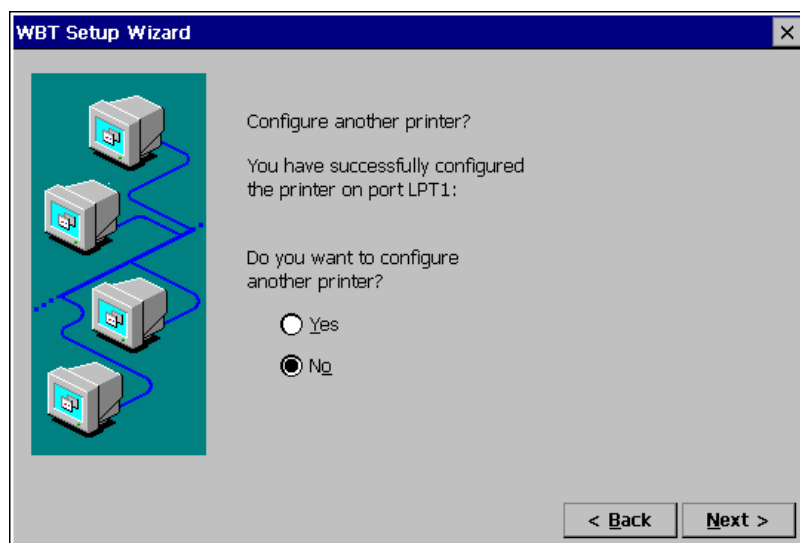 WBT Setup Wizard
Configure another printer?
You have successfully configured
the printer on port LPT1:
Do you want to configure
another printer?
Yes
No
< Back
Next >